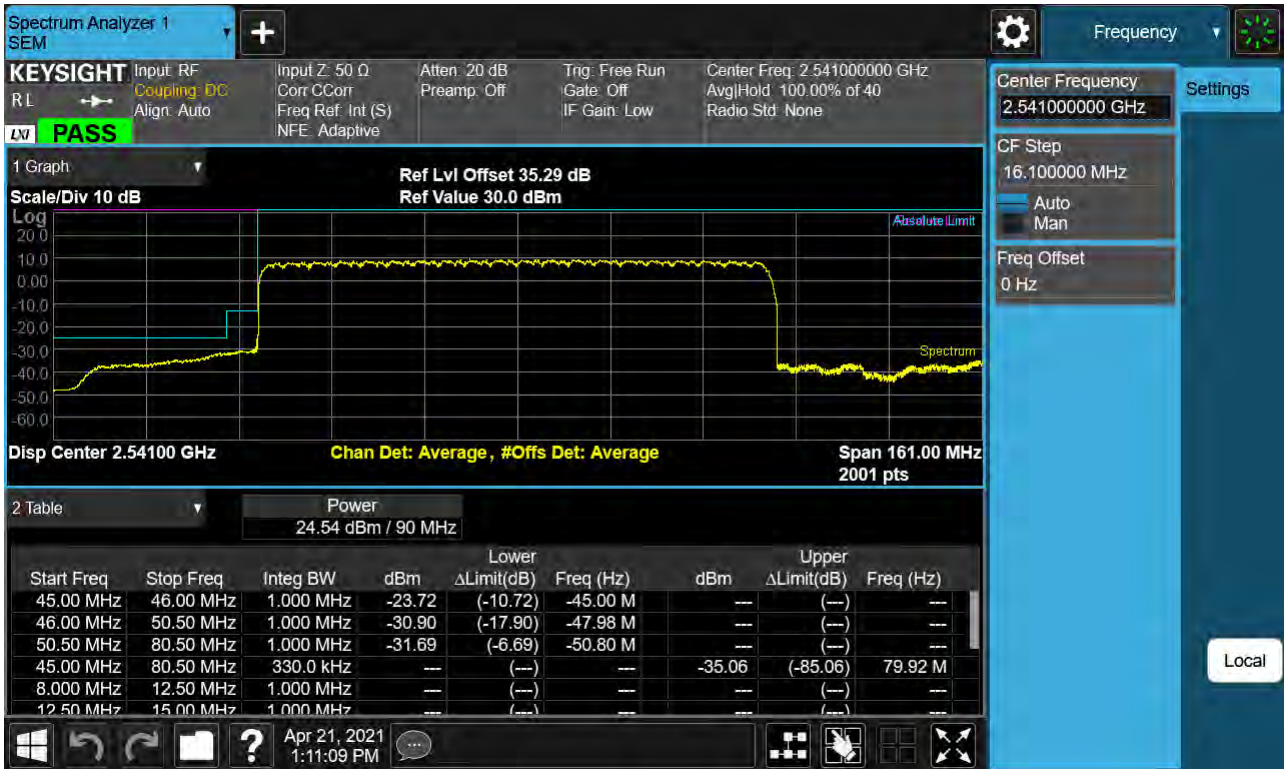 Spectrum Analyzer 1
SEM
+
Frequency
KEYSIGHT
R L
LXI PASS
Input: RF
Coupling: DC
Align: Auto
Input Z: 50 Ω
Corr CCorr
Freq Ref: Int (S)
NFE: Adaptive
Atten: 20 dB
Preamp: Off
Trig: Free Run
Gate: Off
IF Gain: Low
Center Freq: 2.541000000 GHz
Avg|Hold: 100.00% of 40
Radio Std: None
Center Frequency
2.541000000 GHz
Settings
CF Step
16.100000 MHz
Auto
Man
Freq Offset
0 Hz
1 Graph
Scale/Div 10 dB
Ref Lvl Offset 35.29 dB
Ref Value 30.0 dBm
Log
20.0
10.0
0.00
-10.0
-20.0
-30.0
-40.0
-50.0
-60.0
Limit
Spectrum
Disp Center 2.54100 GHz
Chan Det: Average, #Offs Det: Average
Span 161.00 MHz
2001 pts
2 Table
Power
24.54 dBm / 90 MHz
Lower Upper
Start Freq Stop Freq Integ BW dBm ΔLimit(dB) Freq (Hz) dBm ΔLimit(dB) Freq (Hz)
45.00 MHz 46.00 MHz 1.000 MHz -23.72 (-10.72) -45.00 M --- (---) ---
46.00 MHz 50.50 MHz 1.000 MHz -30.90 (-17.90) -47.98 M --- (---) ---
50.50 MHz 80.50 MHz 1.000 MHz -31.69 (-6.69) -50.80 M --- (---) ---
45.00 MHz 80.50 MHz 330.0 kHz --- (---) --- -35.06 (-85.06) 79.92 M
8.000 MHz 12.50 MHz 1.000 MHz --- (---) --- --- (---) ---
12.50 MHz 15.00 MHz 1.000 MHz --- (---) --- --- (---) ---
Local
?
Apr 21, 2021
1:11:09 PM